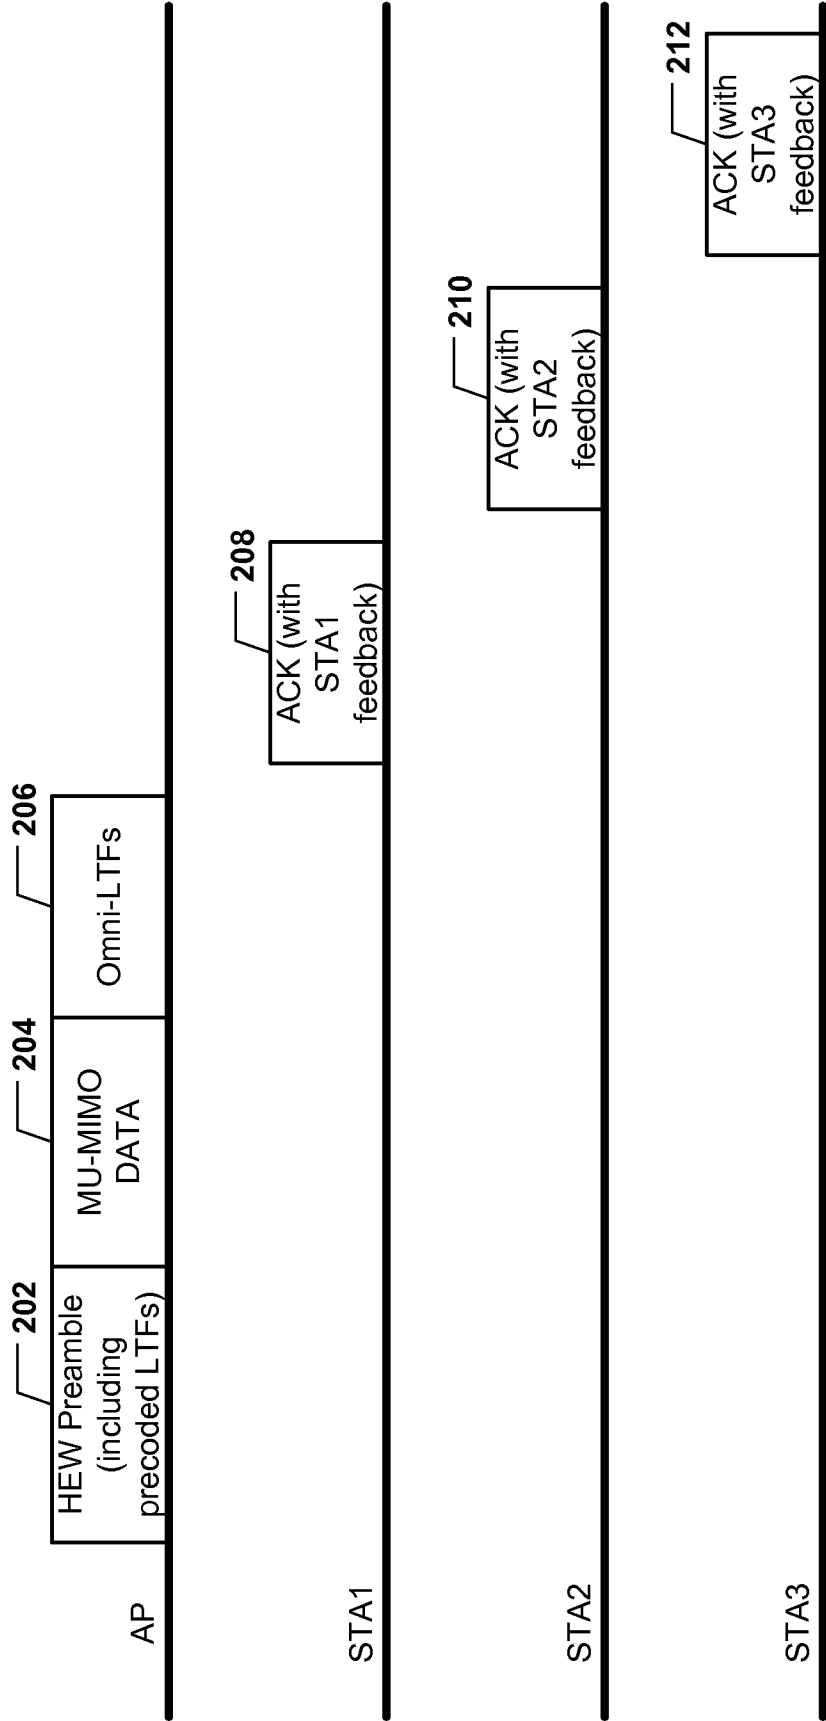 202
204
206
HEW Preamble
(including
precoded LTFs)
MU-MIMO
DATA
Omni-LTFs
AP
208
ACK (with
STA1
feedback)
STA1
210
ACK (with
STA2
feedback)
STA2
212
ACK (with
STA3
feedback)
STA3